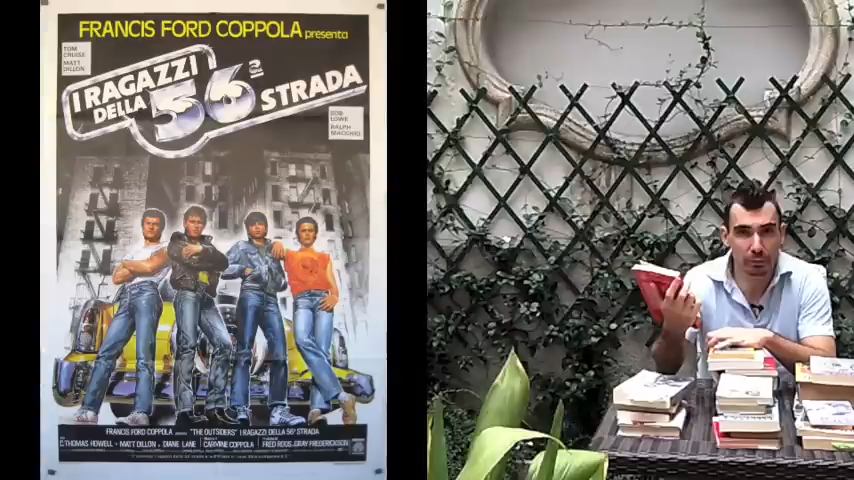 FRANCIS FORD COPPOLA presenta
TOM
CRUISE
MATT
DILLON
I RAGAZZI
DELLA 56ª STRADA
ROB
LOWE
RALPH
MACCHIO
FRANCIS FORD COPPOLA "THE OUTSIDERS" I RAGAZZI DELLA 56ª STRADA
C. THOMAS HOWELL • MATT DILLON • DIANE LANE CARMINE COPPOLA FRED ROOS GRAY FREDERICKSON